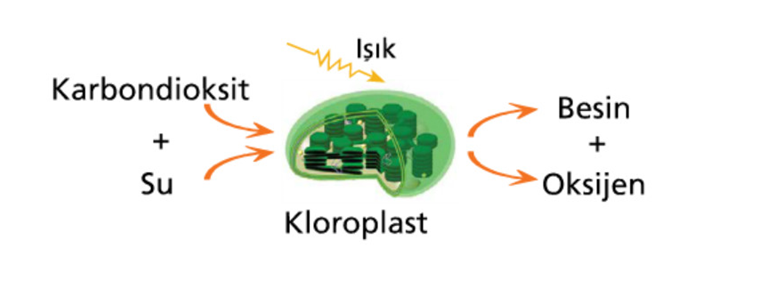 Işık
Karbondioksit
+
Su
Kloroplast
Besin
+
Oksijen